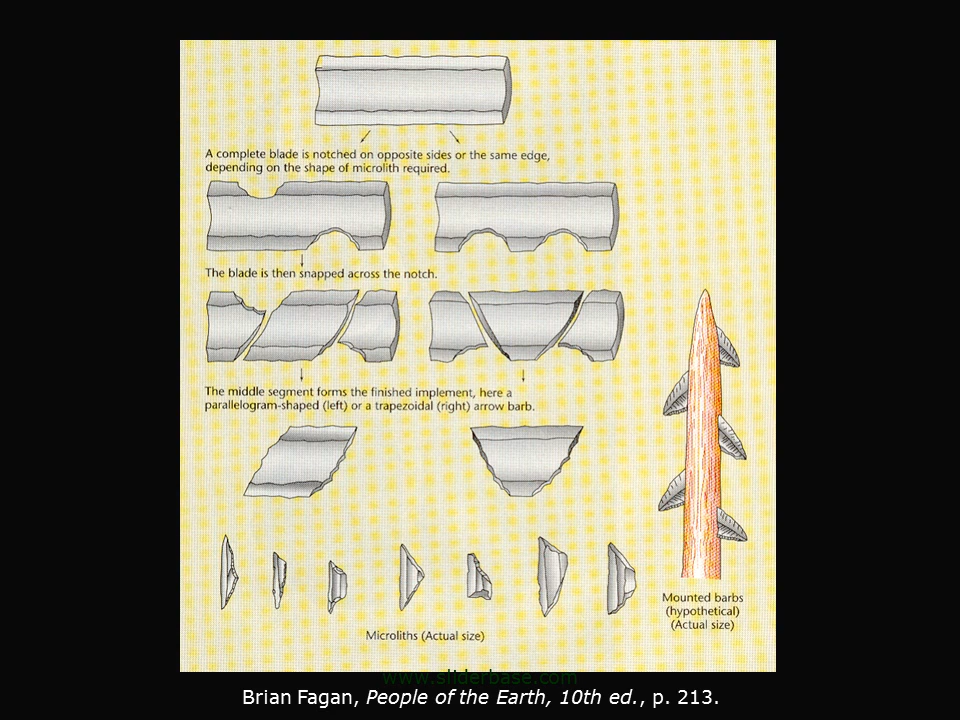 A complete blade is notched on opposite sides or the same edge,
depending on the shape of microlith required.
The blade is then snapped across the notch.
The middle segment forms the finished implement, here a
parallelogram-shaped (left) or a trapezoidal (right) arrow barb.
Mounted barbs
(hypothetical)
(Actual size)
Microliths (Actual size)
www.sliderbase.com
Brian Fagan, People of the Earth, 10th ed., p. 213.